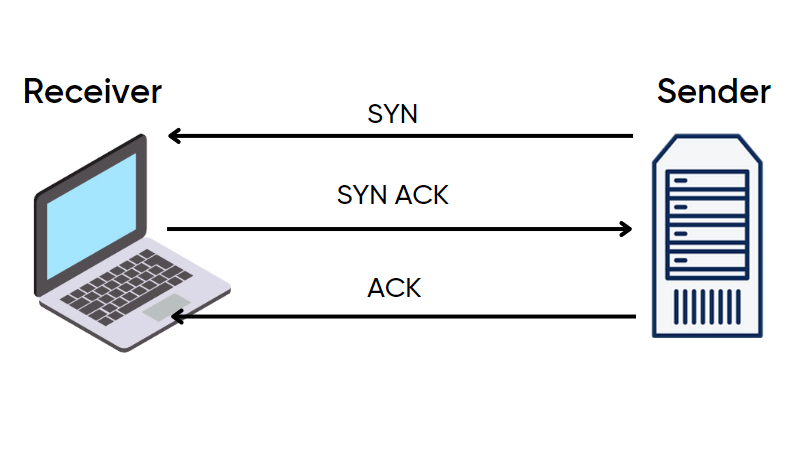 Receiver
Sender
SYN
SYN ACK
ACK